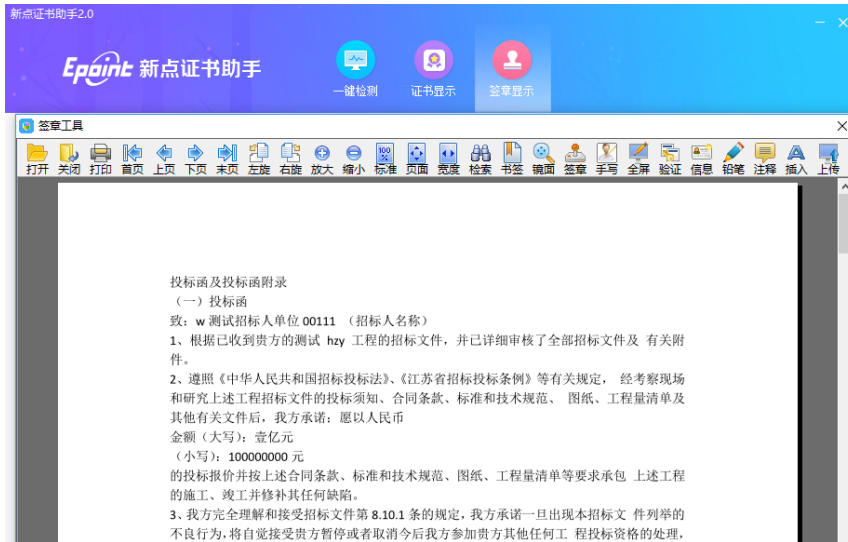 新点证书助手2.0
Epoint 新点证书助手
一键检测 证书显示 签章显示
签章工具
打开 关闭 打印 首页 上页 下页 末页 左旋 右旋 放大 缩小 标准 页面 宽度 检索 书签 镜面 签章 手写 全屏 验证 信息 铅笔 注释 插入 上传
投标函及投标函附录
（一）投标函
致：w 测试招标人单位 00111 （招标人名称）
1、根据已收到贵方的测试 hzy 工程的招标文件，并已详细审核了全部招标文件及 有关附
件。
2、遵照《中华人民共和国招标投标法》、《江苏省招标投标条例》等有关规定， 经考察现场
和研究上述工程招标文件的投标须知、合同条款、标准和技术规范、 图纸、工程量清单及
其他有关文件后，我方承诺：愿以人民币
金额（大写）：壹亿元
（小写）：100000000 元
的投标报价并按上述合同条款、标准和技术规范、图纸、工程量清单等要求承包 上述工程
的施工、竣工并修补其任何缺陷。
3、我方完全理解和接受招标文件第 8.10.1 条的规定，我方承诺一旦出现本招标文 件列举的
不良行为，将自觉接受贵方暂停或者取消今后我方参加贵方其他任何工 程投标资格的处理，